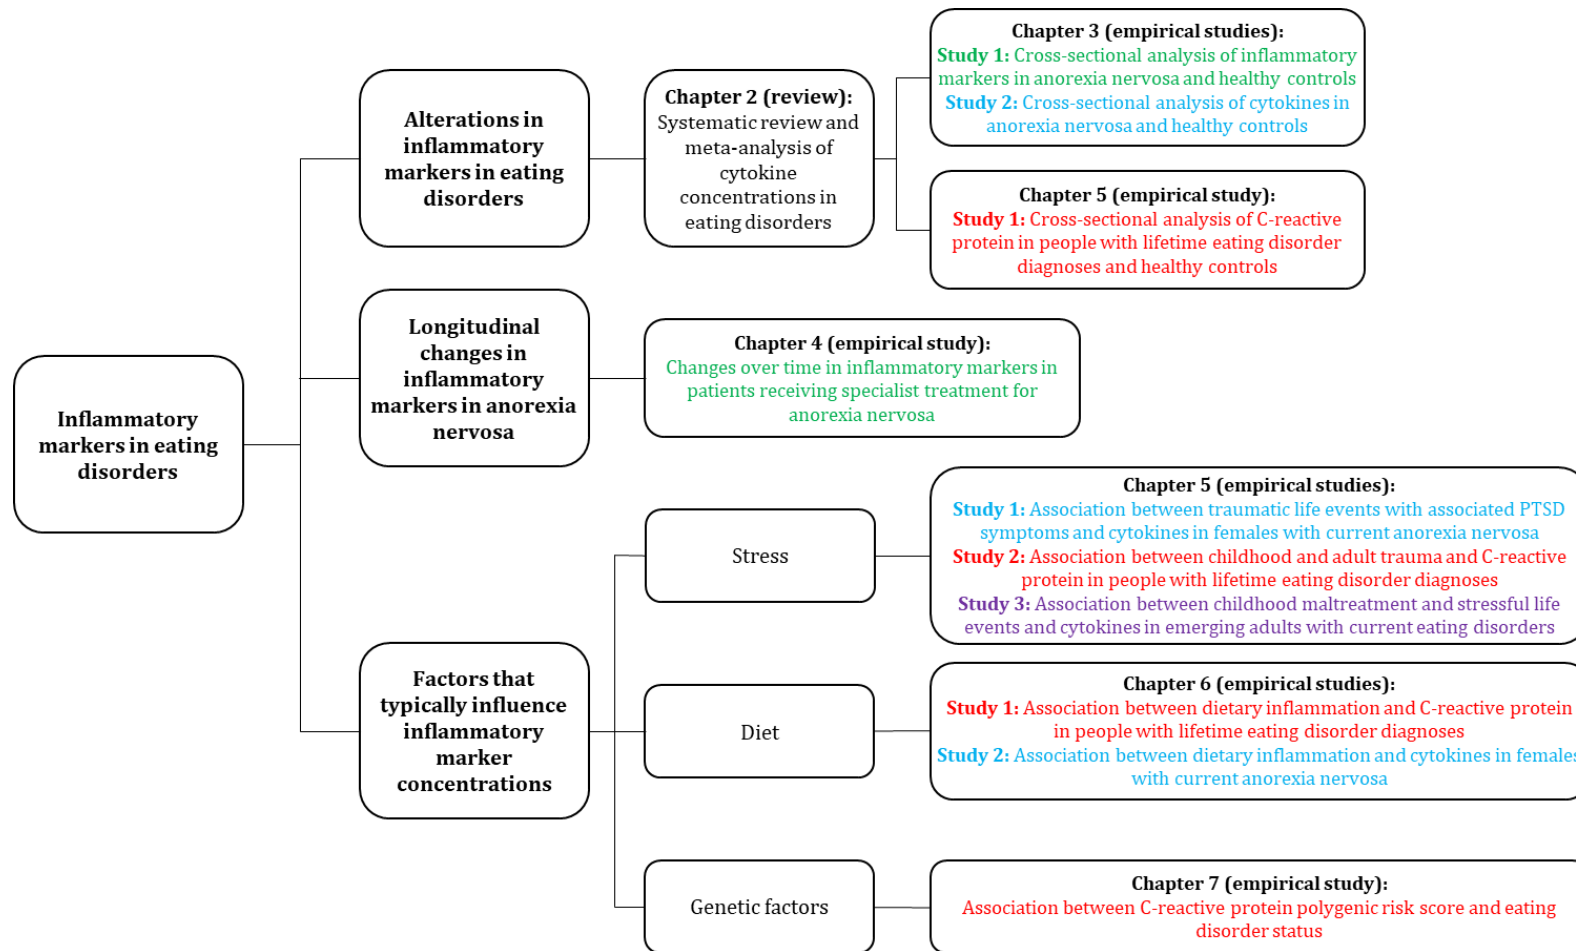 Inflammatory
markers in eating
disorders
Alterations in
inflammatory
markers in eating
disorders
Chapter 2 (review):
Systematic review and
meta-analysis of
cytokine
concentrations in
eating disorders
Chapter 3 (empirical studies):
Study 1: Cross-sectional analysis of inflammatory
markers in anorexia nervosa and healthy controls
Study 2: Cross-sectional analysis of cytokines in
anorexia nervosa and healthy controls
Chapter 5 (empirical study):
Study 1: Cross-sectional analysis of C-reactive
protein in people with lifetime eating disorder
diagnoses and healthy controls
Longitudinal
changes in
inflammatory
markers in anorexia
nervosa
Chapter 4 (empirical study):
Changes over time in inflammatory markers in
patients receiving specialist treatment for
anorexia nervosa
Factors that
typically influence
inflammatory
marker
concentrations
Stress
Chapter 5 (empirical studies):
Study 1: Association between traumatic life events with associated PTSD
symptoms and cytokines in females with current anorexia nervosa
Study 2: Association between childhood and adult trauma and C-reactive
protein in people with lifetime eating disorder diagnoses
Study 3: Association between childhood maltreatment and stressful life
events and cytokines in emerging adults with current eating disorders
Diet
Chapter 6 (empirical studies):
Study 1: Association between dietary inflammation and C-reactive protein
in people with lifetime eating disorder diagnoses
Study 2: Association between dietary inflammation and cytokines in females
with current anorexia nervosa
Genetic factors
Chapter 7 (empirical study):
Association between C-reactive protein polygenic risk score and eating
disorder status